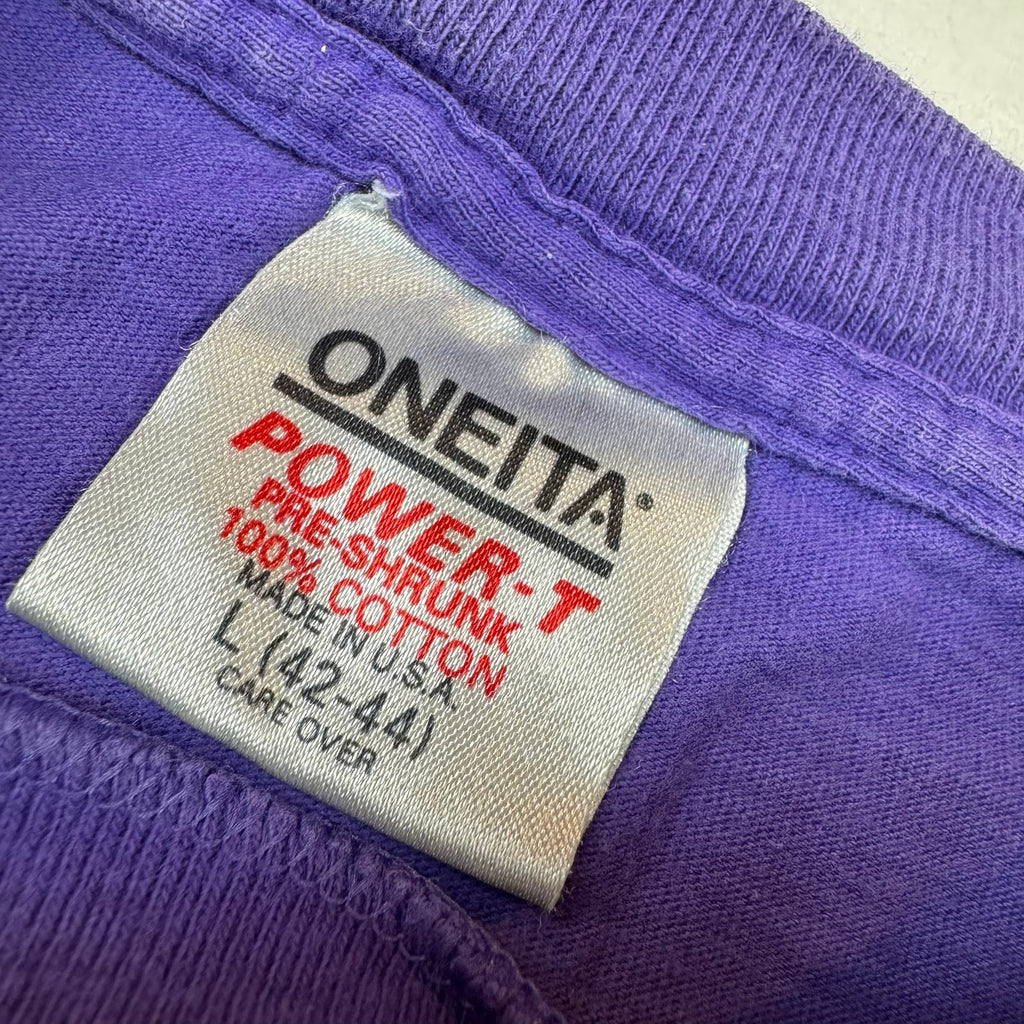 ONEITA®
POWER-T
PRE-SHRUNK
100% COTTON
MADE IN U.S.A.
L (42-44)
CARE OVER